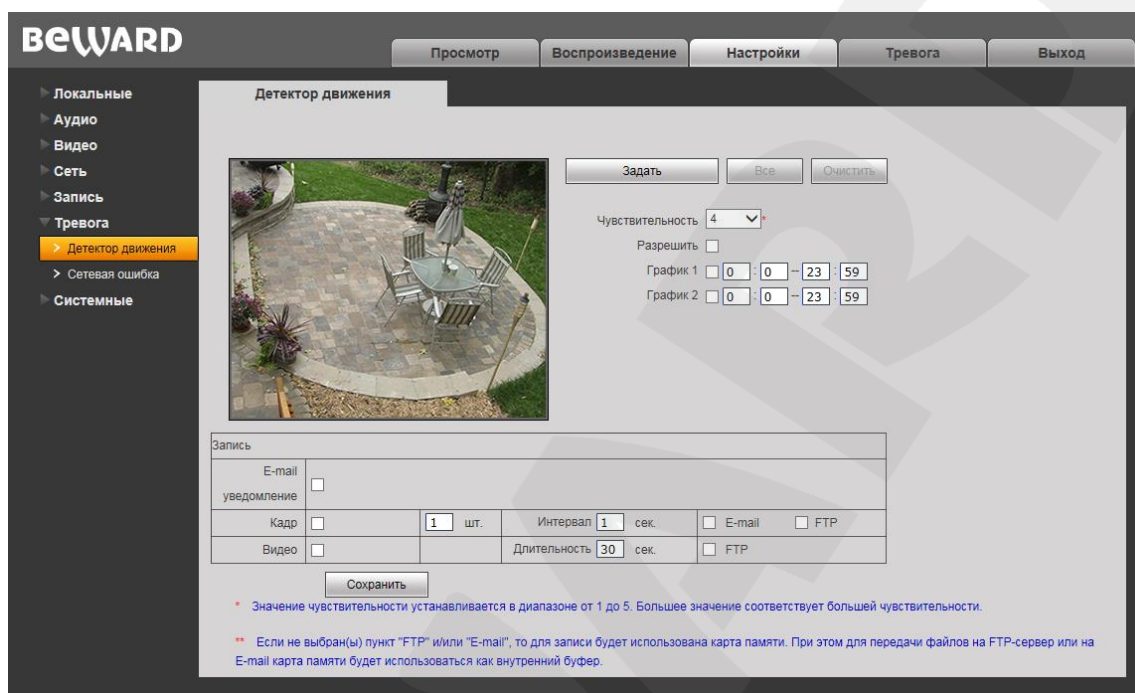 BEWARD
Просмотр Воспроизведение Настройки Тревога Выход
Локальные
Аудио
Видео
Сеть
Запись
Тревога
> Детектор движения
> Сетевая ошибка
Системные
Детектор движения
Задать Все Очистить
Чувствительность 4 *
Разрешить
График 1 0 : 0 -- 23 : 59
График 2 0 : 0 -- 23 : 59
Запись
E-mail
уведомление
Кадр 1 шт. Интервал 1 сек. E-mail FTP
Видео Длительность 30 сек. FTP
Сохранить
* Значение чувствительности устанавливается в диапазоне от 1 до 5. Большее значение соответствует большей чувствительности.
** Если не выбран(ы) пункт "FTP" и/или "E-mail", то для записи будет использована карта памяти. При этом для передачи файлов на FTP-сервер или на
E-mail карта памяти будет использоваться как внутренний буфер.